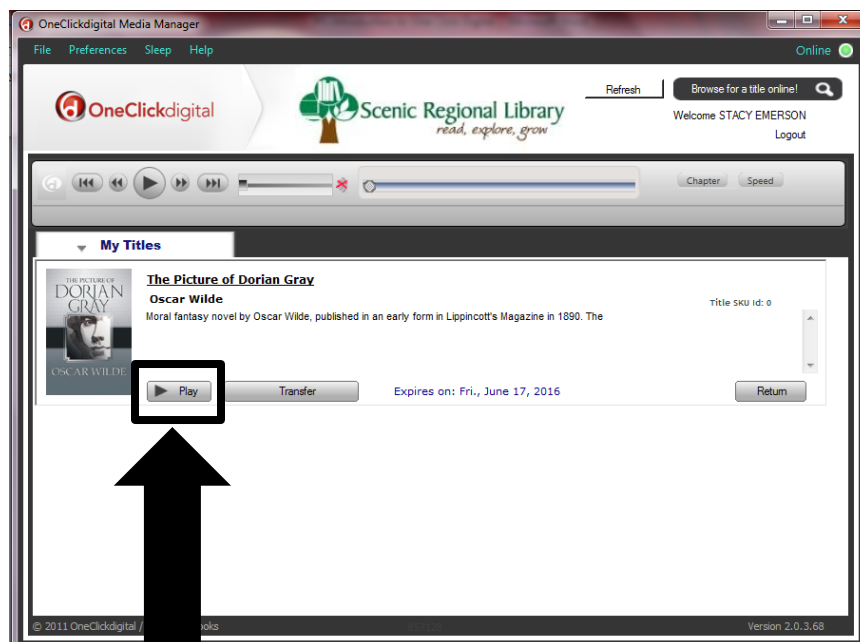 OneClickdigital Media Manager
File Preferences Sleep Help
Online
OneClickdigital
Scenic Regional Library
read, explore, grow
Refresh
Browse for a title online!
Welcome STACY EMERSON
Logout
Chapter Speed
My Titles
THE PICTURE OF
DORIAN
GRAY
OSCAR WILDE
The Picture of Dorian Gray
Oscar Wilde
Moral fantasy novel by Oscar Wilde, published in an early form in Lippincott's Magazine in 1890. The
Title SKU Id: 0
Play Transfer Expires on: Fri., June 17, 2016 Return
© 2011 OneClickdigital /
Version 2.0.3.68